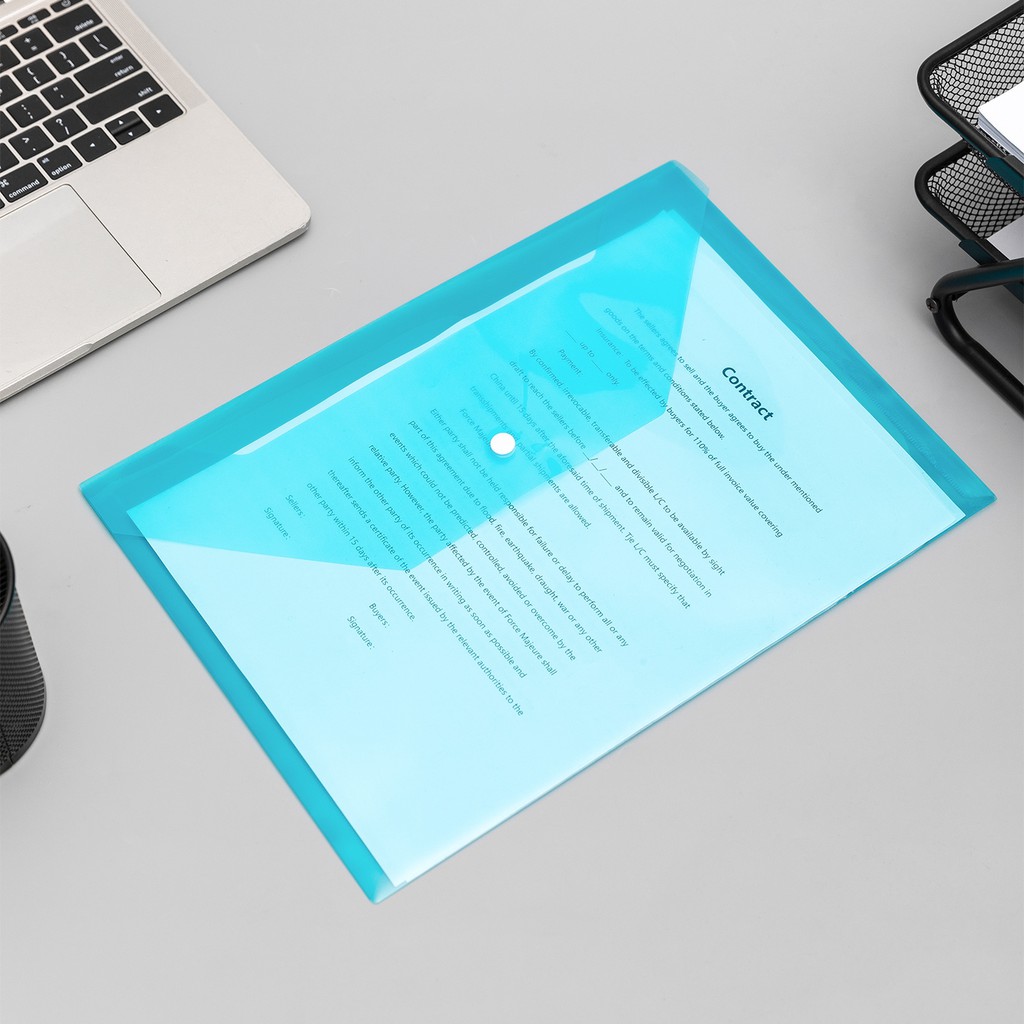 delete
enter
return
shift
command
option
alt
Contract
The sellers agrees to sell and the buyer agrees to buy the under mentioned
goods on the terms and conditions stated below.
Insurance: To be effected by buyers for 110% of full invoice value covering
up to only
Payment
By confirmed, irrevocable, transferable and divisible L/C to be available by sight
draft to reach the sellers before __/__/__ and to remain valid for negotiation in
China until 15 days after the aforesaid time of shipment. Tje L/C must specify that
transshipment and partial shipments are allowed.
Force Majeure
Either party shall not be held responsible for failure or delay to perform all or any
part of this agreement due to flood, fire, earthquake, draught, war or any other
events which could not be predicted, controlled, avoided or overcome by the
relative party. However, the party affected by the event of Force Majeure shall
inform the other party of its occurrence in writing as soon as possible and
thereafter sends a certificate of the event issued by the relevant authorities to the
other party within 15 days after its occurrence.
Sellers: Buyers:
Signature: Signature: